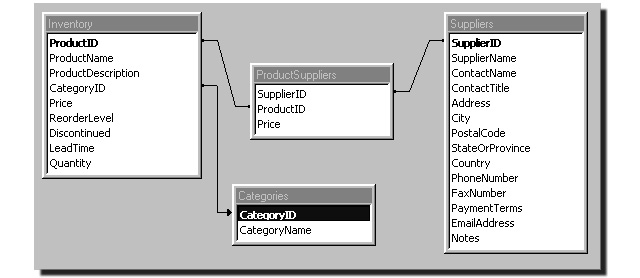 Inventory
ProductID
ProductName
ProductDescription
CategoryID
Price
ReorderLevel
Discontinued
LeadTime
Quantity
ProductSuppliers
SupplierID
ProductID
Price
Categories
CategoryID
CategoryName
Suppliers
SupplierID
SupplierName
ContactName
ContactTitle
Address
City
PostalCode
StateOrProvince
Country
PhoneNumber
FaxNumber
PaymentTerms
EmailAddress
Notes